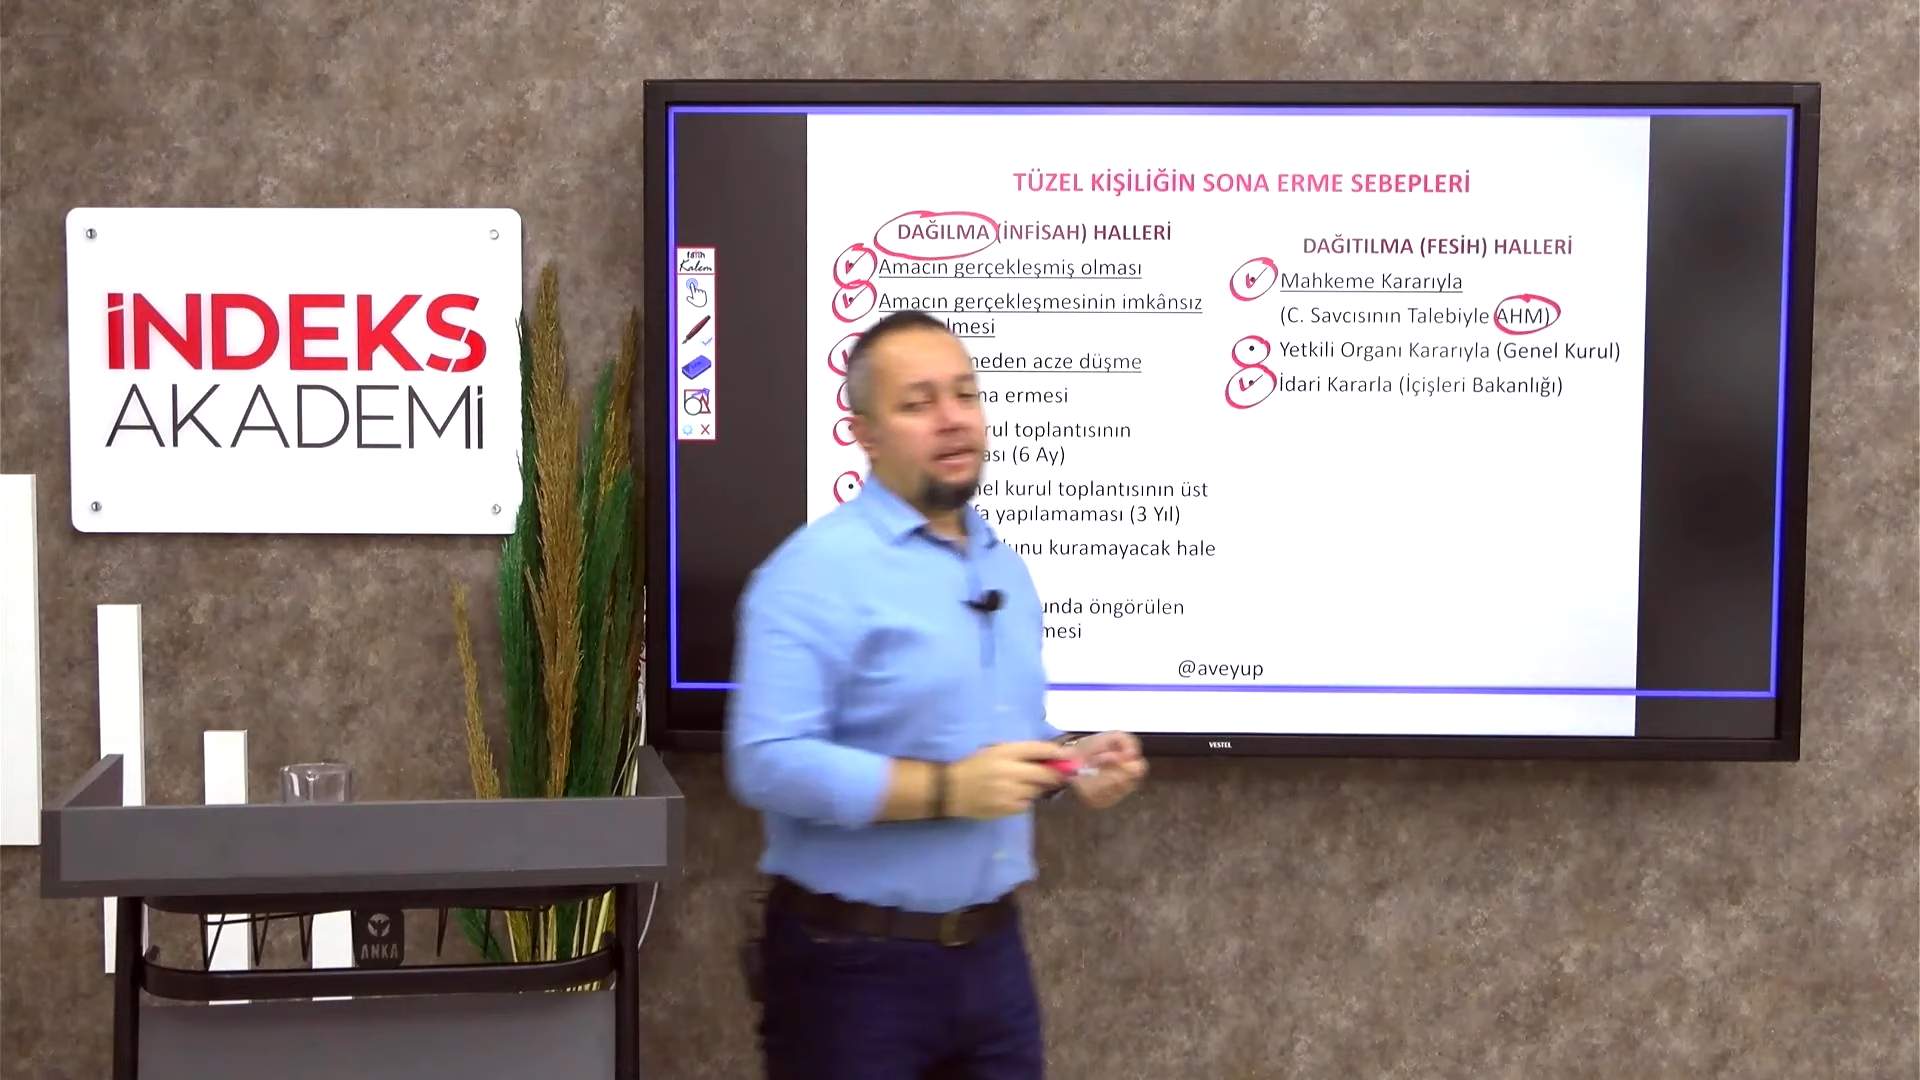 İNDEKS
AKADEMİ
TÜZEL KİŞİLİĞİN SONA ERME SEBEPLERİ
DAĞILMA (İNFİSAH) HALLERİ
Amacın gerçekleşmiş olması
Amacın gerçekleşmesinin imkânsız
lmesi
neden acze düşme
na ermesi
rul toplantısının
ası (6 Ay)
nel kurul toplantısının üst
fa yapılamaması (3 Yıl)
unu kuramayacak hale
unda öngörülen
mesi
DAĞITILMA (FESİH) HALLERİ
Mahkeme Kararıyla
(C. Savcısının Talebiyle AHM)
Yetkili Organı Kararıyla (Genel Kurul)
İdari Kararla (İçişleri Bakanlığı)
@aveyup
fatih
Kalem
VESTEL
ANKA